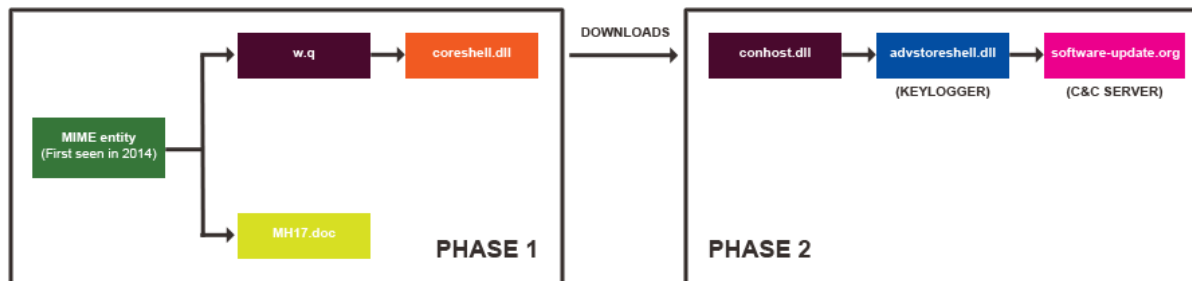 w.q
coreshell.dll
DOWNLOADS
conhost.dll
advstoreshell.dll
software-update.org
(KEYLOGGER)
(C&C SERVER)
MIME entity
(First seen in 2014)
MH17.doc
PHASE 1
PHASE 2